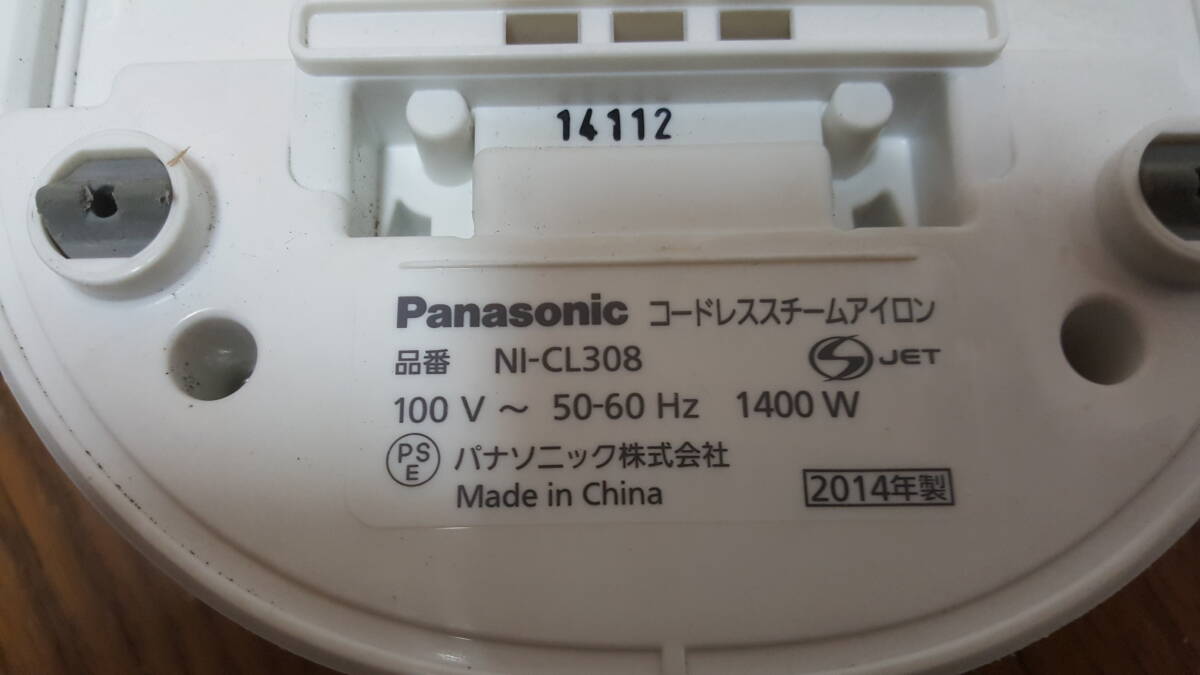 14112
Panasonic コードレススチームアイロン
品番 NI-CL308
S JET
100 V ～ 50-60 Hz 1400 W
PS
E
パナソニック株式会社
Made in China
2014年製